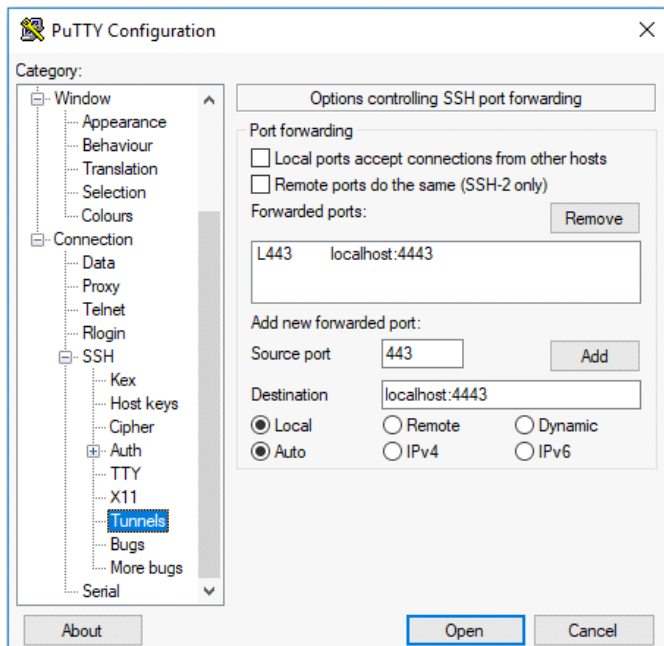 PuTTY Configuration
Category:
Window
Appearance
Behaviour
Translation
Selection
Colours
Connection
Data
Proxy
Telnet
Rlogin
SSH
Kex
Host keys
Cipher
Auth
TTY
X11
Tunnels
Bugs
More bugs
Serial
Options controlling SSH port forwarding
Port forwarding
Local ports accept connections from other hosts
Remote ports do the same (SSH-2 only)
Forwarded ports:
Remove
L443 localhost:4443
Add new forwarded port:
Source port 443 Add
Destination localhost:4443
Local Remote Dynamic
Auto IPv4 IPv6
About Open Cancel